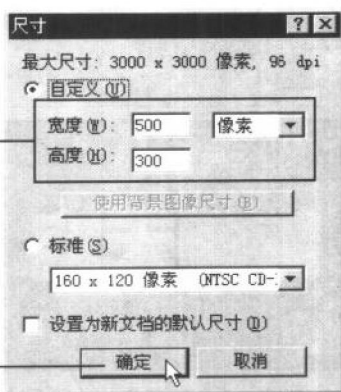 尺寸
最大尺寸: 3000 x 3000 像素, 96 dpi
自定义(U)
宽度(W): 500 像素
高度(H): 300
使用背景图像尺寸(B)
标准(S)
160 x 120 像素 (NTSC CD-
设置为新文档的默认尺寸(D)
确定 取消